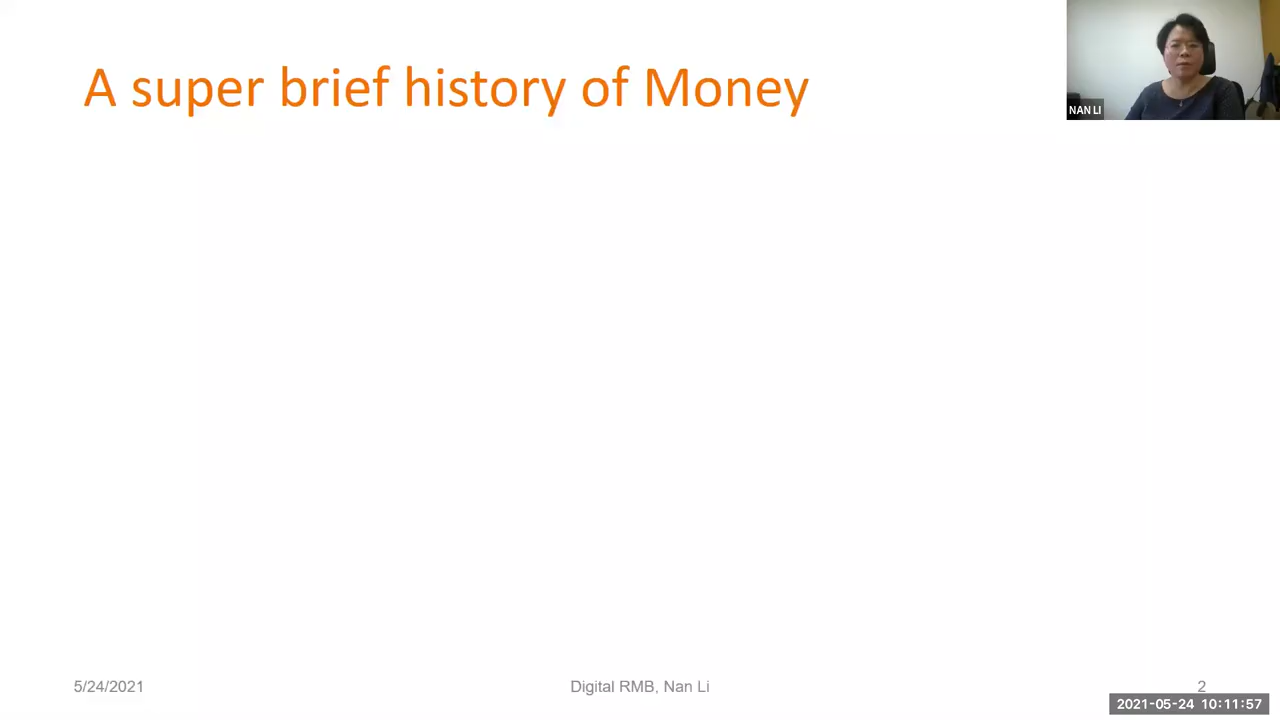 A super brief history of Money
NAN LI
5/24/2021
Digital RMB, Nan Li
2
2021-05-24 10:11:57